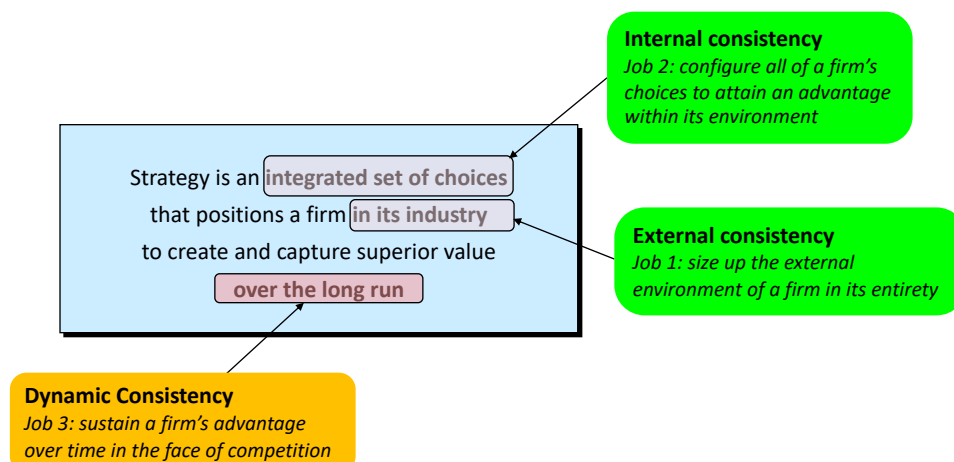 Internal consistency
Job 2: configure all of a firm's
choices to attain an advantage
within its environment
Strategy is an integrated set of choices
that positions a firm in its industry
to create and capture superior value
over the long run
External consistency
Job 1: size up the external
environment of a firm in its entirety
Dynamic Consistency
Job 3: sustain a firm's advantage
over time in the face of competition